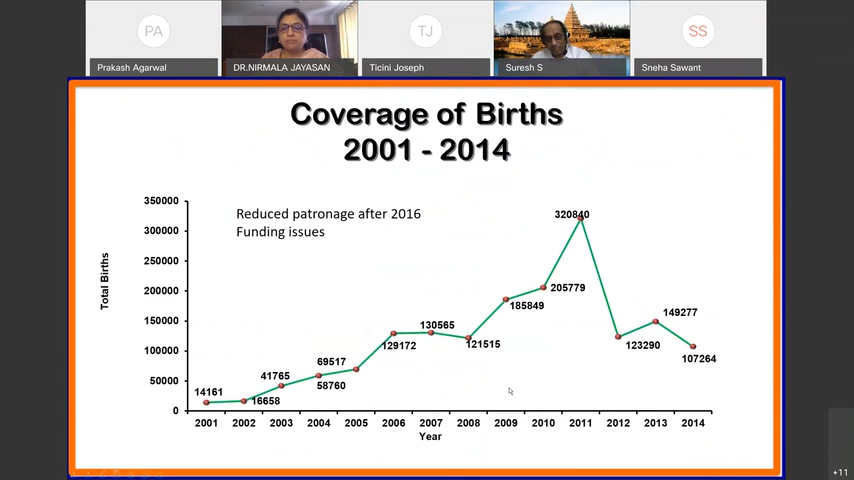 PA
TJ
SS
Prakash Agarwal
DR.NIRMALA JAYASAN
Ticini Joseph
Suresh S
Sneha Sawant
Coverage of Births
2001 - 2014
Reduced patronage after 2016
Funding issues
Total Births
350000
300000
250000
200000
150000
100000
50000
0
14161
16658
41765
58760
69517
129172
130565
121515
185849
205779
320840
123290
149277
107264
2001 2002 2003 2004 2005 2006 2007 2008 2009 2010 2011 2012 2013 2014
Year
+11